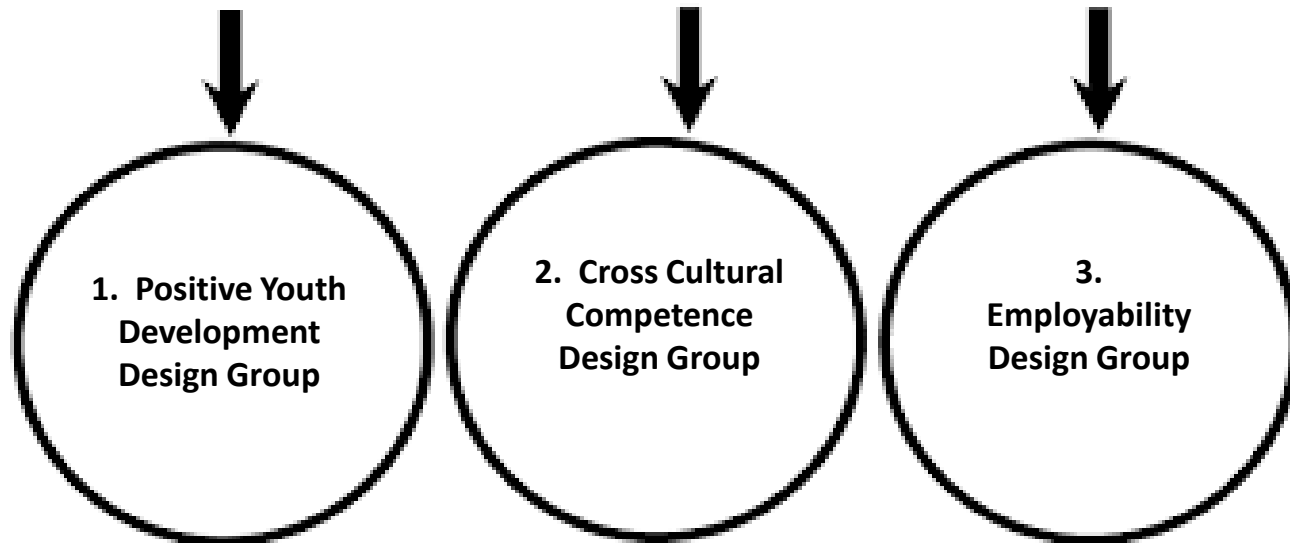 1. Positive Youth
Development
Design Group
2. Cross Cultural
Competence
Design Group
3.
Employability
Design Group